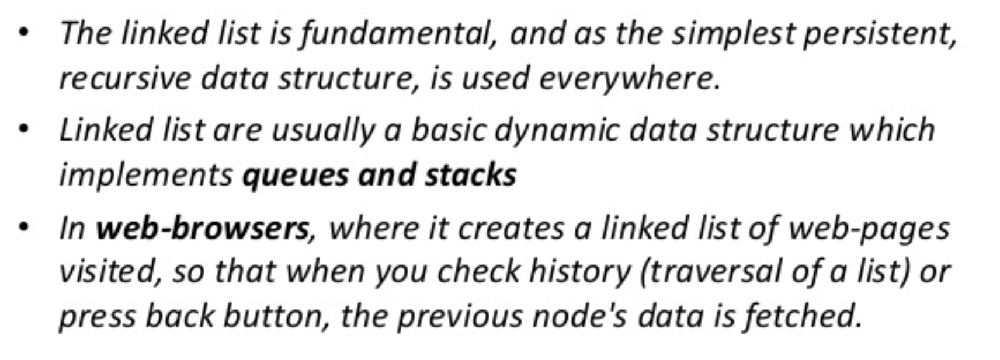 • The linked list is fundamental, and as the simplest persistent,
recursive data structure, is used everywhere.
• Linked list are usually a basic dynamic data structure which
implements queues and stacks
• In web-browsers, where it creates a linked list of web-pages
visited, so that when you check history (traversal of a list) or
press back button, the previous node's data is fetched.